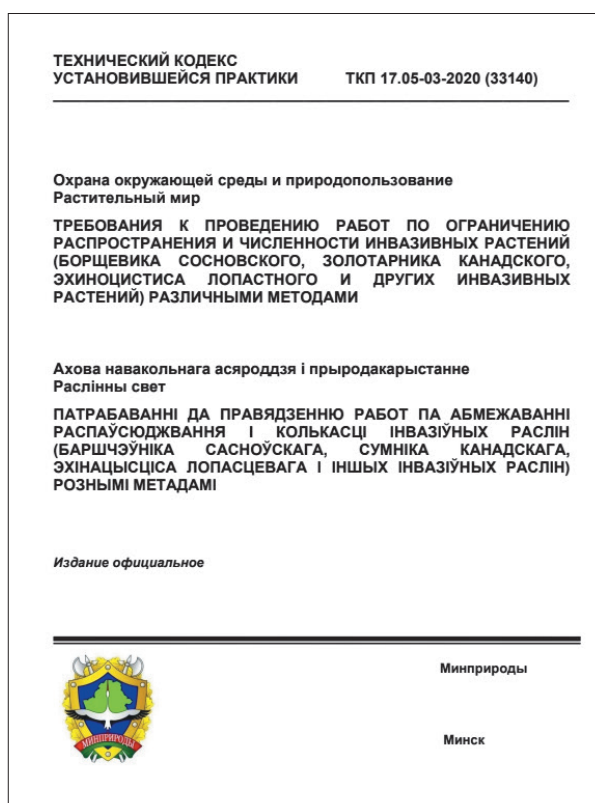 ТЕХНИЧЕСКИЙ КОДЕКС
УСТАНОВИВШЕЙСЯ ПРАКТИКИ ТКП 17.05-03-2020 (33140)
Охрана окружающей среды и природопользование
Растительный мир
ТРЕБОВАНИЯ К ПРОВЕДЕНИЮ РАБОТ ПО ОГРАНИЧЕНИЮ
РАСПРОСТРАНЕНИЯ И ЧИСЛЕННОСТИ ИНВАЗИВНЫХ РАСТЕНИЙ
(БОРЩЕВИКА СОСНОВСКОГО, ЗОЛОТАРНИКА КАНАДСКОГО,
ЭХИНОЦИСТИСА ЛОПАСТНОГО И ДРУГИХ ИНВАЗИВНЫХ
РАСТЕНИЙ) РАЗЛИЧНЫМИ МЕТОДАМИ
Ахова навакольнага асяроддзя і прыродакарыстанне
Раслінны свет
ПАТРАБАВАННІ ДА ПРАВЯДЗЕННЮ РАБОТ ПА АБМЕЖАВАННІ
РАСПАЎСЮДЖВАННЯ І КОЛЬКАСЦІ ІНВАЗІЎНЫХ РАСЛІН
(БАРШЧЭЎНІКА САСНОЎСКАГА, СУМНІКА КАНАДСКАГА,
ЭХІНАЦЫСЦІСА ЛОПАСЦЕВАГА І ІНШЫХ ІНВАЗІЎНЫХ РАСЛІН)
РОЗНЫМІ МЕТАДАМІ
Издание официальное
Минприроды
МИНПРИРОДЫ
Минск